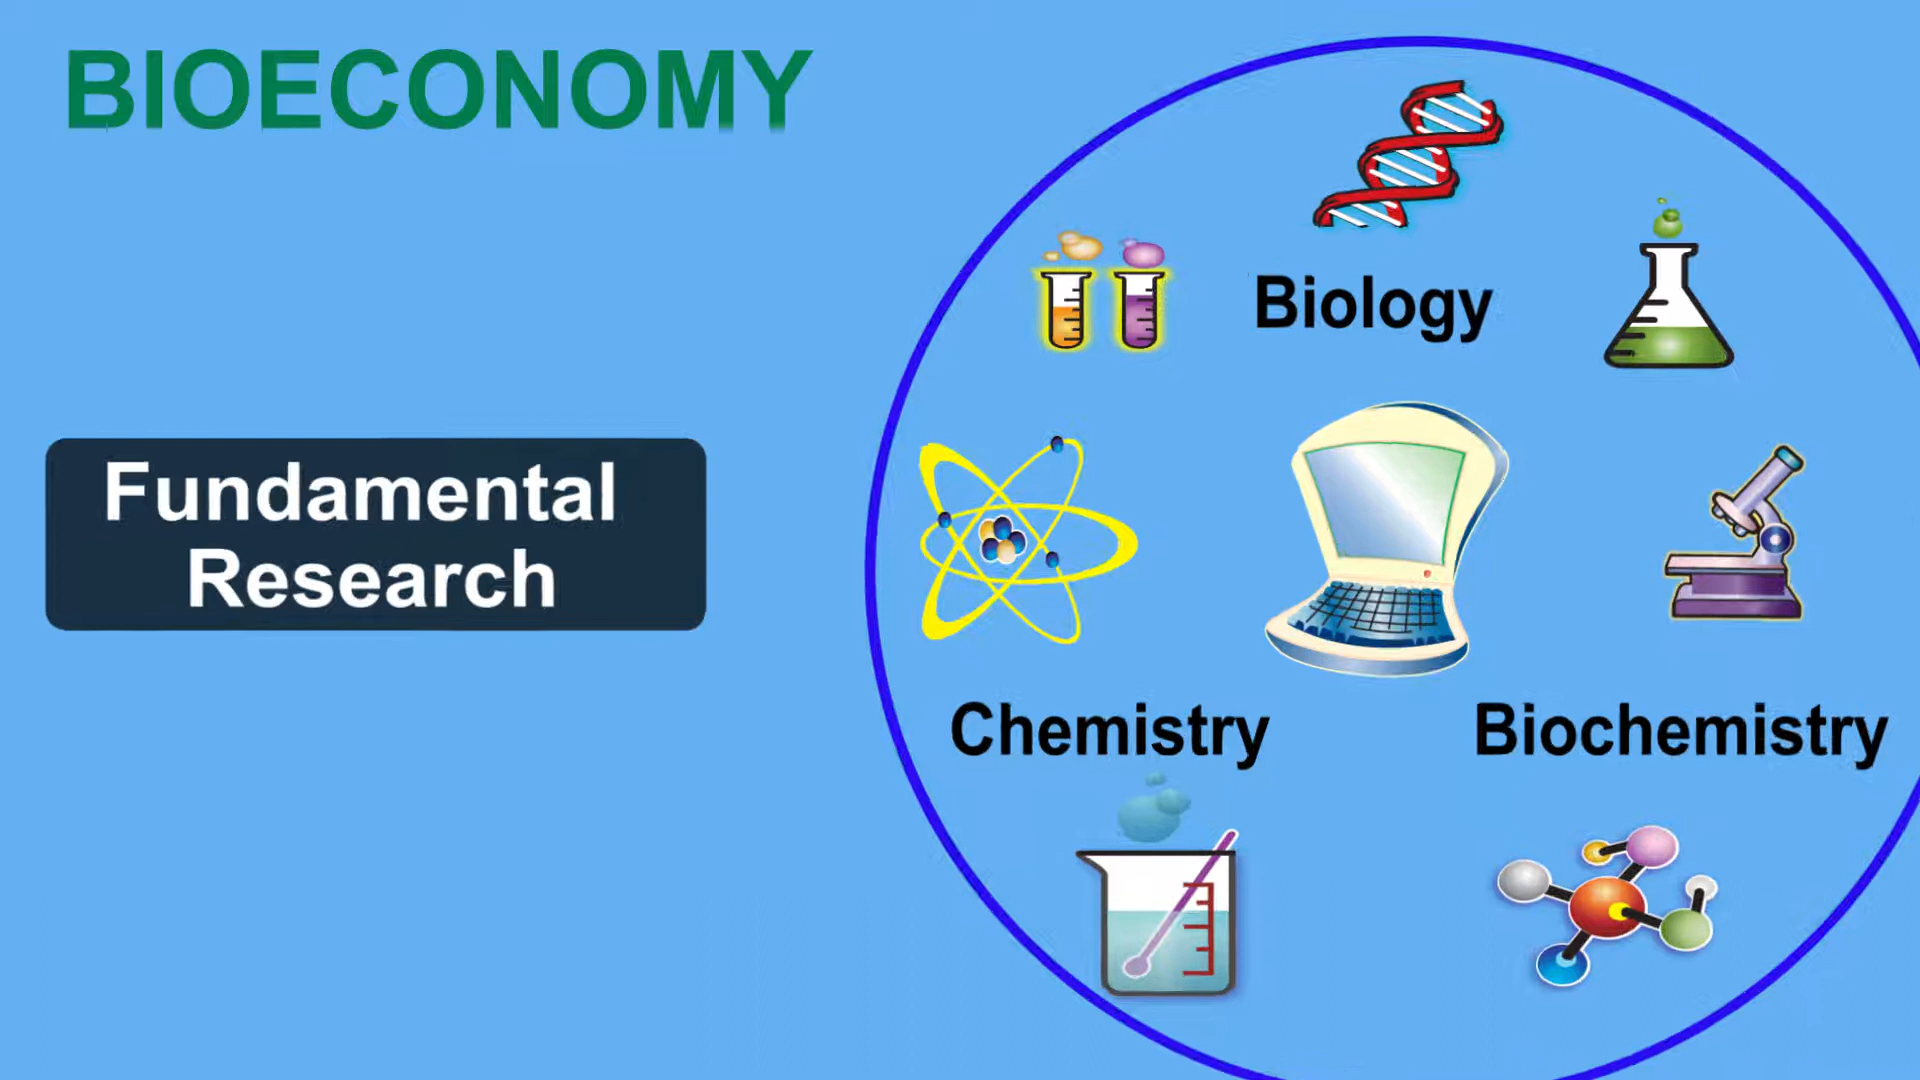 BIOECONOMY
Fundamental
Research
Biology
Chemistry
Biochemistry